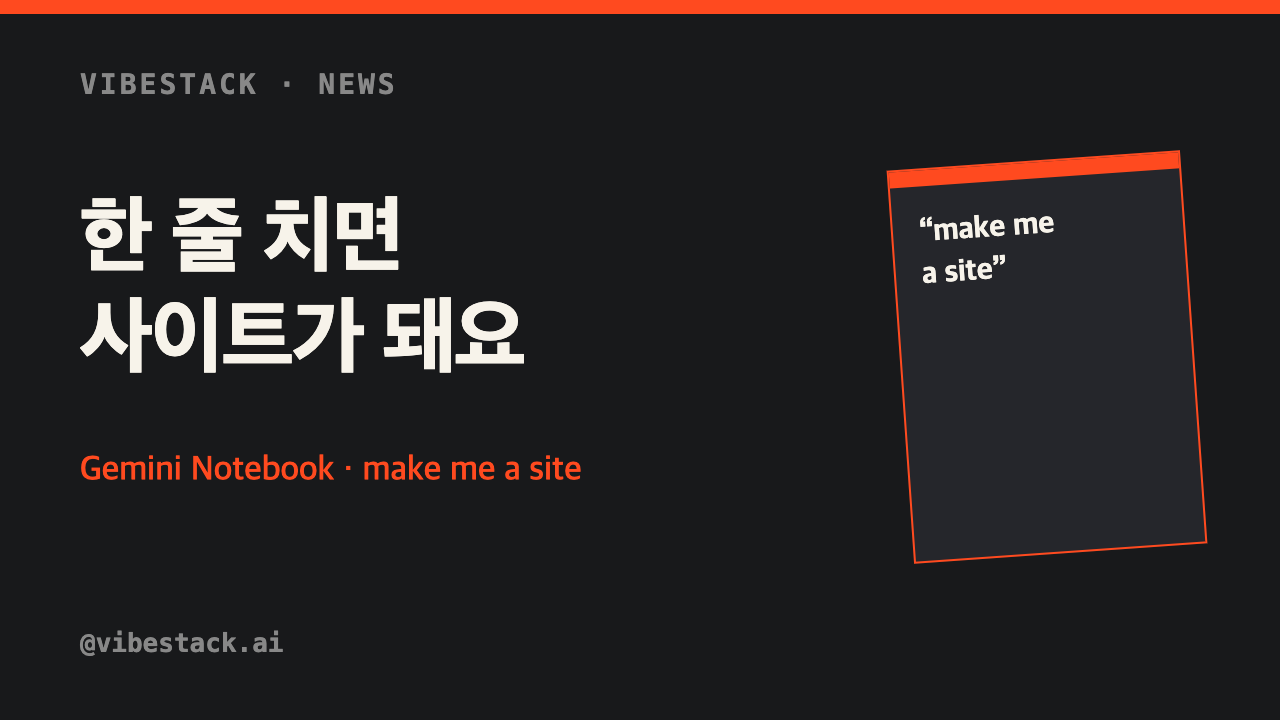 VIBESTACK · NEWS
한 줄 치면
사이트가 돼요
Gemini Notebook · make me a site
@vibestack.ai
“make me
a site”